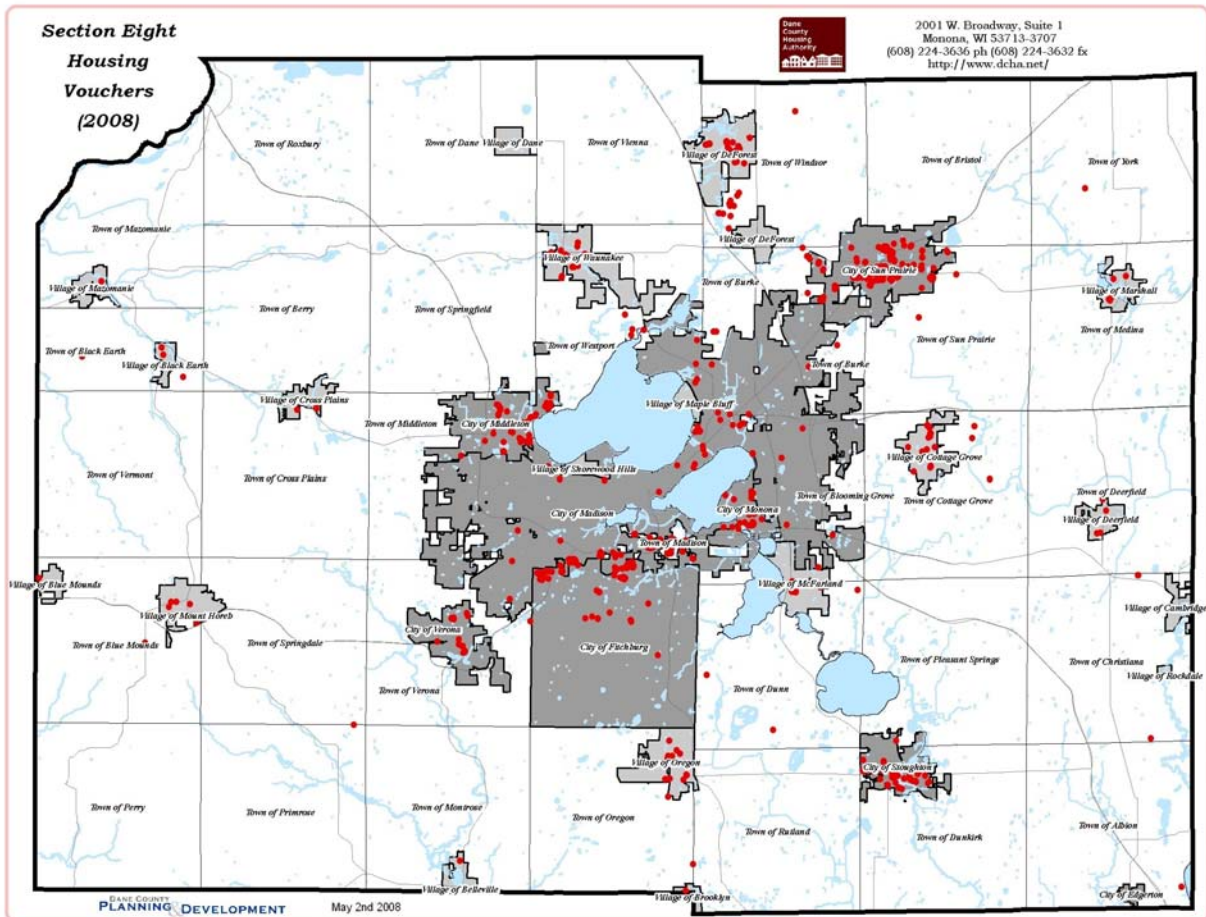 Section Eight
Housing
Vouchers
(2008)
Dane
County
Housing
Authority
2001 W. Broadway, Suite 1
Monona, WI 53713-3707
(608) 224-3636 ph (608) 224-3632 fx
http://www.dcha.net/
Town of Roxbury
Town of Dane
Village of Dane
Town of Vienna
Village of DeForest
Town of Windsor
Town of Bristol
Town of York
Town of Mazomanie
Village of DeForest
Village of Waunakee
City of Sun Prairie
Village of Mazomanie
Town of Berry
Town of Springfield
Town of Burke
Village of Marshall
Town of Sun Prairie
Town of Medina
Town of Black Earth
Village of Black Earth
Town of Westport
Town of Burke
Village of Cross Plains
Village of Maple Bluff
Town of Middleton
City of Middleton
Village of Cottage Grove
Town of Vermont
Town of Cross Plains
Village of Shorewood Hills
Town of Blooming Grove
Town of Cottage Grove
Town of Deerfield
City of Madison
City of Monona
Village of Deerfield
Town of Madison
Village of Blue Mounds
Village of McFarland
Village of Cambridge
Village of Mount Horeb
City of Verona
Town of Blue Mounds
Town of Springdale
City of Fitchburg
Town of Pleasant Springs
Town of Christiana
Village of Rockdale
Town of Verona
Town of Dunn
Village of Oregon
City of Stoughton
Town of Perry
Town of Primrose
Town of Montrose
Town of Oregon
Town of Rutland
Town of Dunkirk
Town of Albion
Village of Belleville
Village of Brooklyn
City of Edgerton
DANE COUNTY
PLANNING & DEVELOPMENT
May 2nd 2008